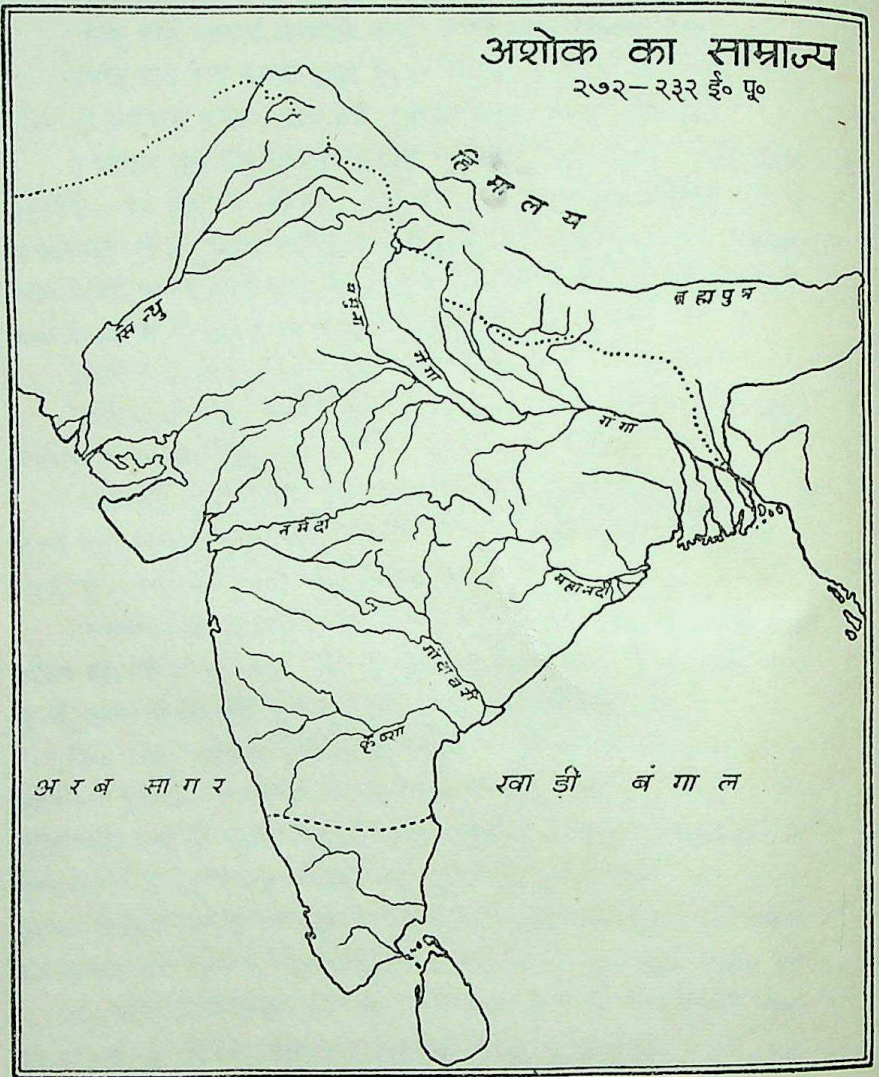 अशोक का साम्राज्य
२७२-२३२ ई० पू०
हिमालय
ब्रह्मपुत्र
सिन्धु
यमुना
गंगा
गंगा
नर्मदा
महानदी
गोदावरी
कृष्णा
अरब सागर
खाड़ी बंगाल